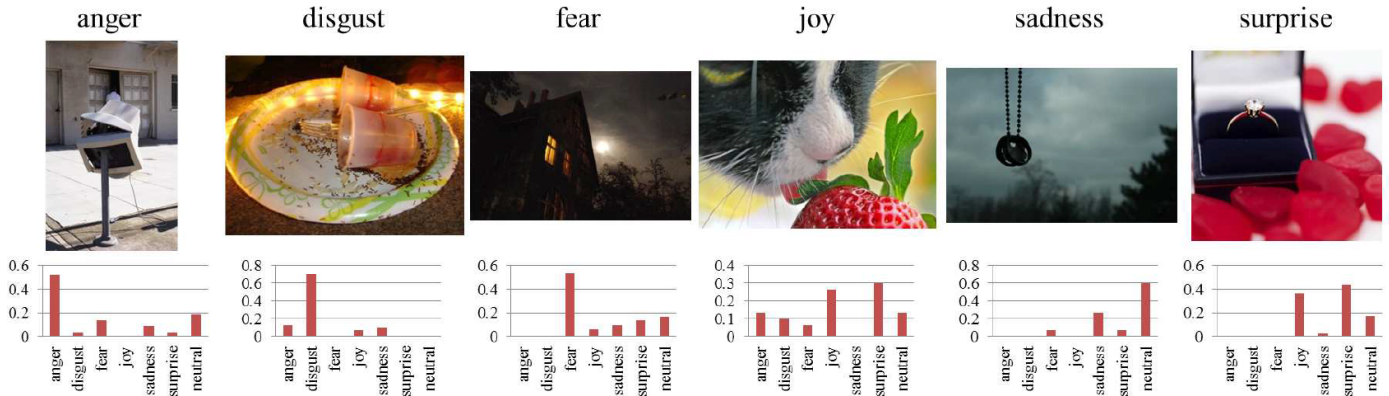 anger disgust fear joy sadness surprise
0.6 0.8 0.6 0.4 0.8 0.6
0.4 0.6 0.4 0.3 0.6 0.4
0.2 0.4 0.2 0.2 0.4 0.2
0 0.2 0 0.1 0.2 0
0 0 0
anger disgust fear joy sadness surprise neutral
anger disgust fear joy sadness surprise neutral
anger disgust fear joy sadness surprise neutral
anger disgust fear joy sadness surprise neutral
anger disgust fear joy sadness surprise neutral
anger disgust fear joy sadness surprise neutral